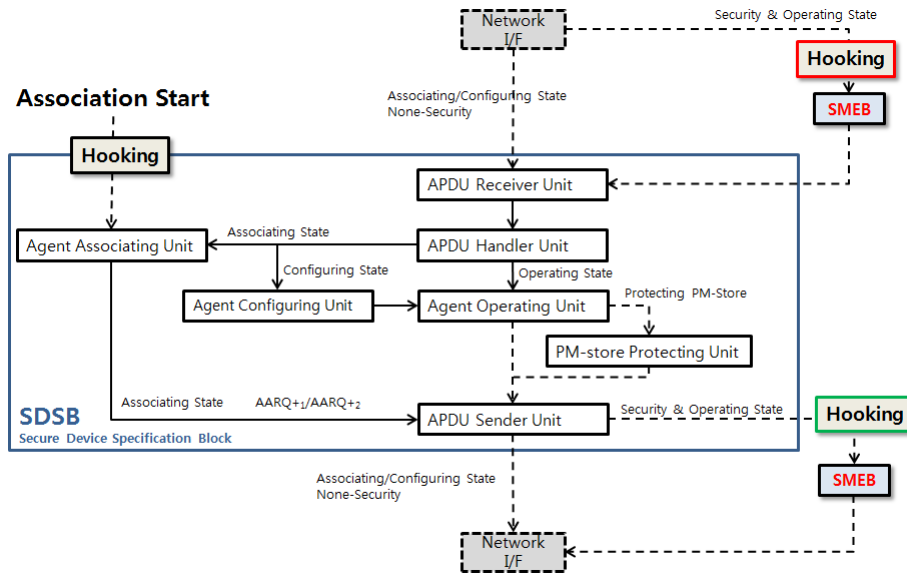 Network
I/F
Security & Operating State
Hooking
SMEB
Associating/Configuring State
None-Security
Association Start
Hooking
APDU Receiver Unit
Associating State
Agent Associating Unit
APDU Handler Unit
Configuring State
Operating State
Agent Configuring Unit
Agent Operating Unit
Protecting PM-Store
PM-store Protecting Unit
Associating State AARQ+1/AARQ+2
SDSB
Secure Device Specification Block
APDU Sender Unit
Security & Operating State
Hooking
SMEB
Associating/Configuring State
None-Security
Network
I/F